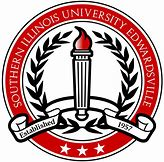 SOUTHERN ILLINOIS UNIVERSITY EDWARDSVILLE
Established 1957